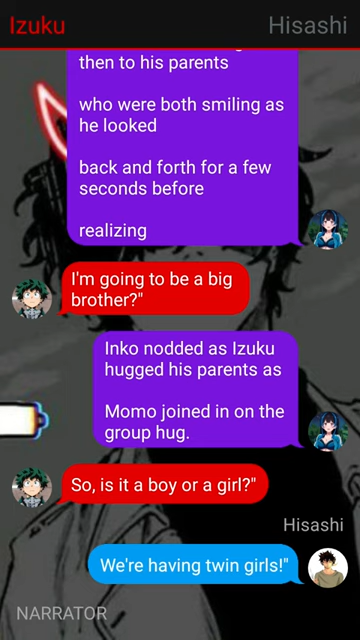 Izuku
Hisashi
then to his parents
who were both smiling as
he looked
back and forth for a few
seconds before
realizing
I'm going to be a big
brother?"
Inko nodded as Izuku
hugged his parents as
Momo joined in on the
group hug.
So, is it a boy or a girl?"
Hisashi
We're having twin girls!"
NARRATOR